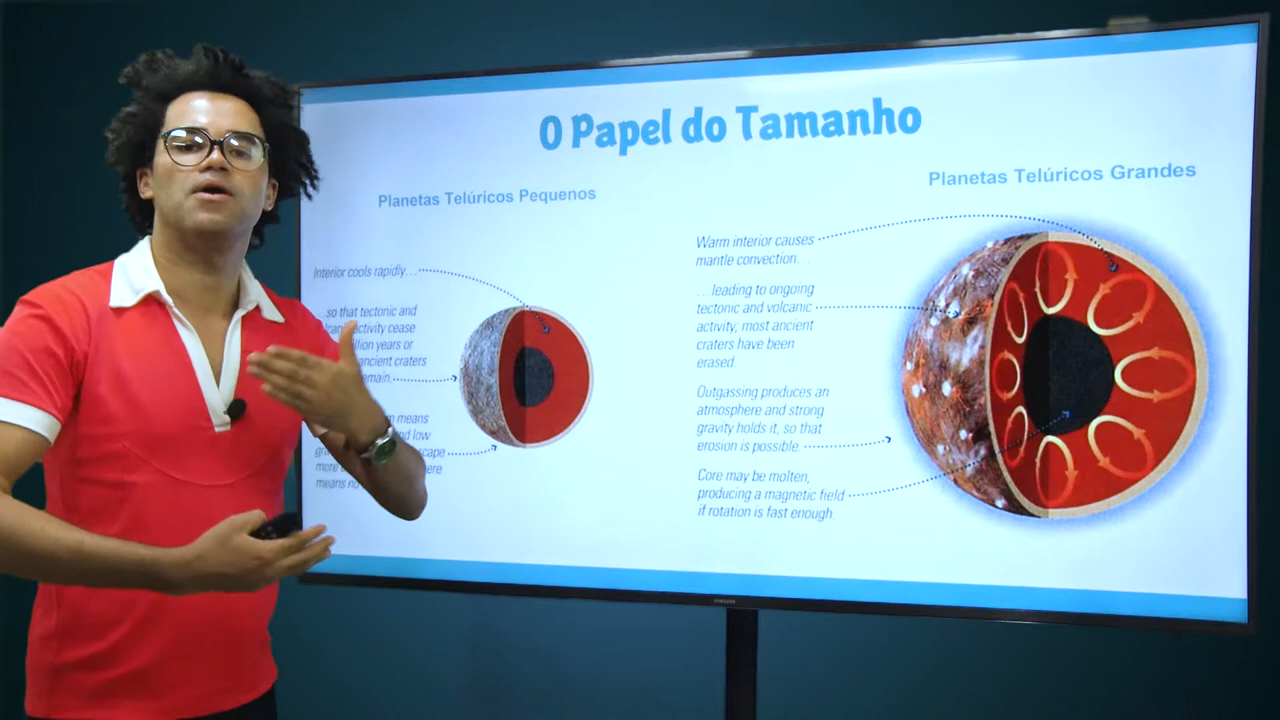 O Papel do Tamanho
Planetas Telúricos Pequenos
Interior cools rapidly…
…so that tectonic and
activity cease
years or
ancient craters
remain.
means
and low
more
means
Planetas Telúricos Grandes
Warm interior causes
mantle convection…
…leading to ongoing
tectonic and volcanic
activity; most ancient
craters have been
erased.
Outgassing produces an
atmosphere and strong
gravity holds it, so that
erosion is possible.
Core may be molten,
producing a magnetic field
if rotation is fast enough.
SAMSUNG